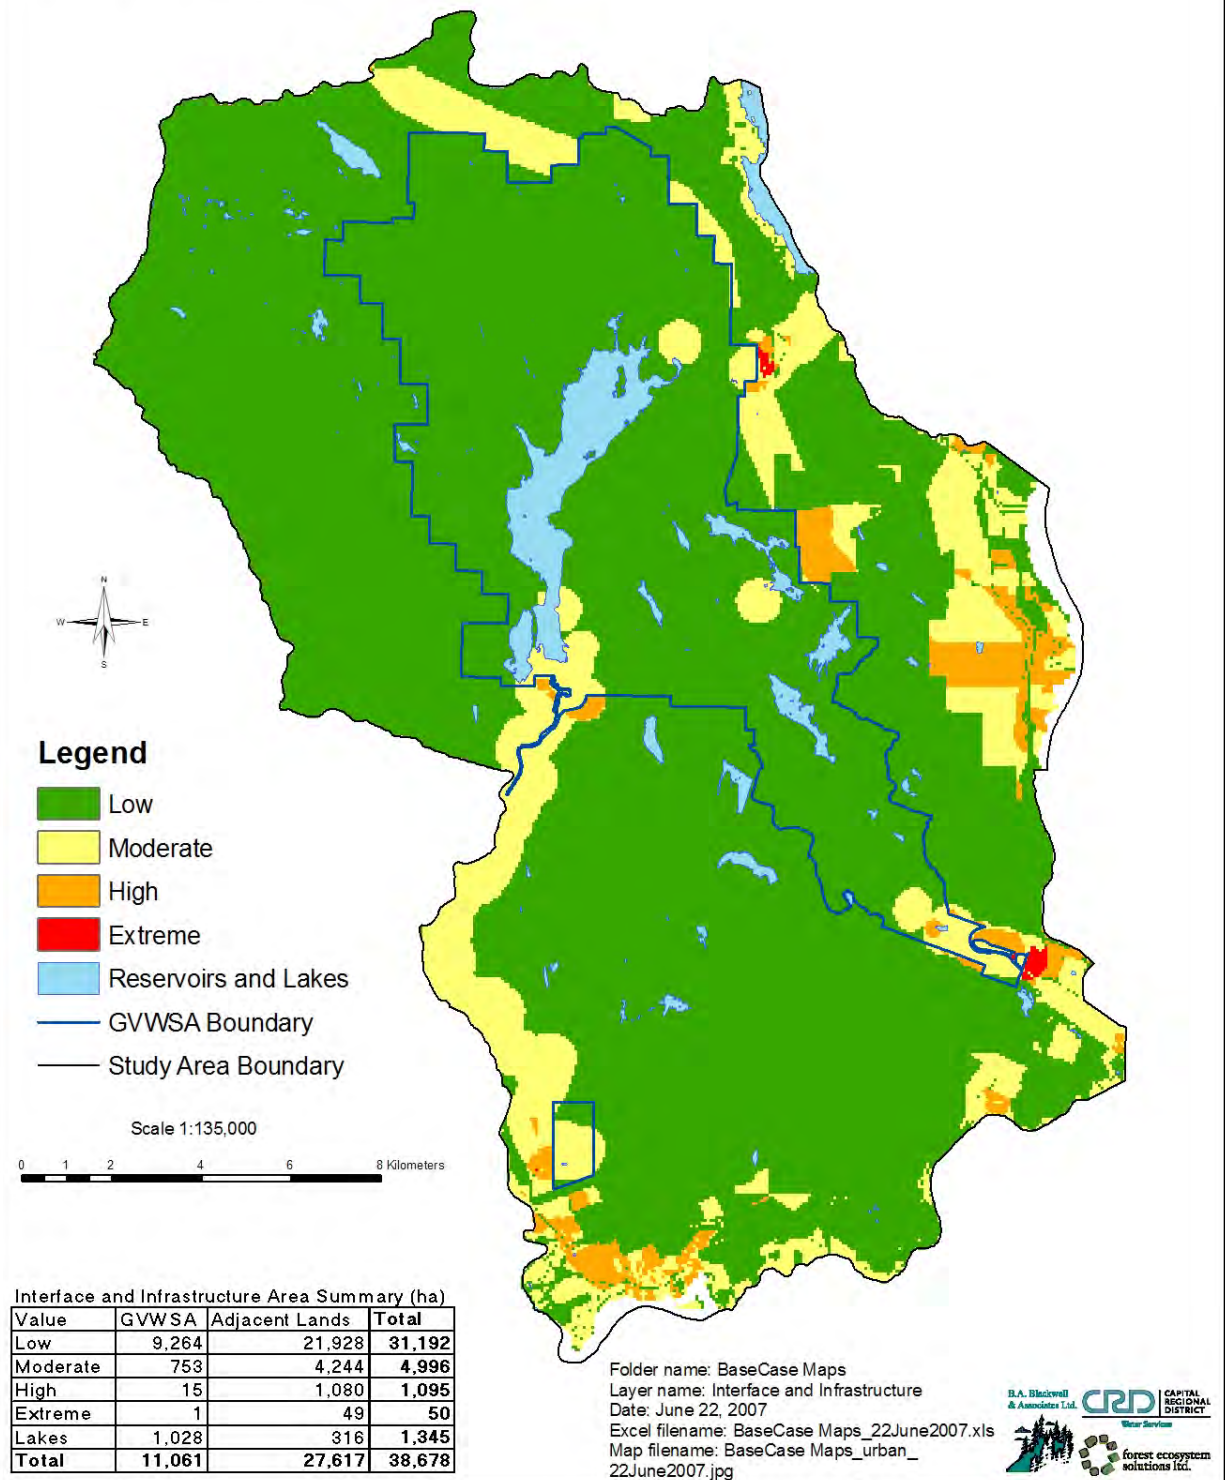 N
W E
S
Legend
Low
Moderate
High
Extreme
Reservoirs and Lakes
GVWSA Boundary
Study Area Boundary
Scale 1:135,000
0 1 2 4 6 8 Kilometers
Interface and Infrastructure Area Summary (ha)
Value GVWSA Adjacent Lands Total
Low 9,264 21,928 31,192
Moderate 753 4,244 4,996
High 15 1,080 1,095
Extreme 1 49 50
Lakes 1,028 316 1,345
Total 11,061 27,617 38,678
Folder name: BaseCase Maps
Layer name: Interface and Infrastructure
Date: June 22, 2007
Excel filename: BaseCase Maps_22June2007.xls
Map filename: BaseCase Maps_urban_
22June2007.jpg
B.A. Blackwell
& Associates Ltd.
CRD
CAPITAL
REGIONAL
DISTRICT
Water Services
forest ecosystem
solutions ltd.